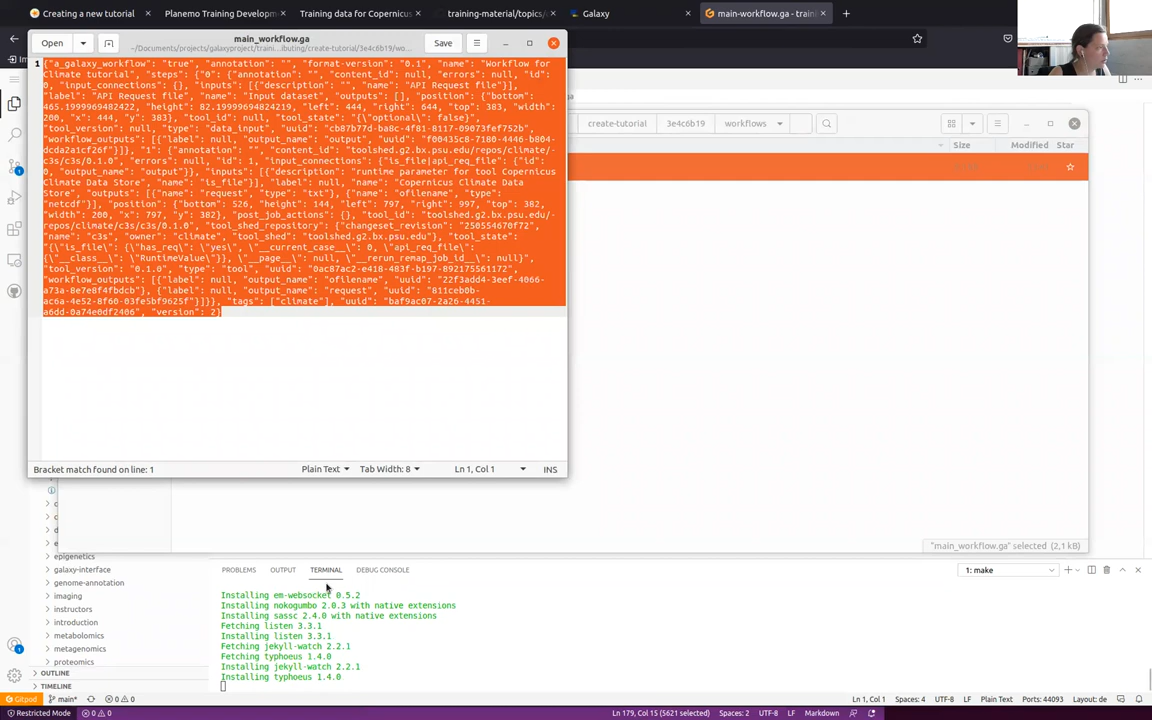 Creating a new tutorial
Planemo Training Developm
Training data for Copernicus
training-material/topics/
Galaxy
main-workflow.ga - traini
Open
main_workflow.ga
Save
{"a_galaxy_workflow": "true", "annotation": "", "format-version": "0.1", "name": "Workflow for
Climate tutorial", "steps": {"0": {"annotation": "", "content_id": null, "errors": null, "id":
0, "input_connections": {}, "inputs": [{"description": "", "name": "API Request file"}],
"label": "API Request file", "name": "Input dataset", "outputs": [], "position": {"bottom":
465.1999969482422, "height": 82.19999694824219, "left": 444, "right": 644, "top": 383, "width":
200, "x": 444, "y": 383}, "tool_id": null, "tool_state": "{\"optional\": false}",
"tool_version": null, "type": "data_input", "uuid": "cb87b77d-ba8c-4f81-8117-09073fef752b",
"workflow_outputs": [{"label": null, "output_name": "output", "uuid": "f00435c8-7180-4446-b804-
dcda2a1cf26f"}]}, "1": {"annotation": "", "content_id": "toolshed.g2.bx.psu.edu/repos/climate/-
c3s/c3s/0.1.0", "errors": null, "id": 1, "input_connections": {"is_file|api_req_file": {"id":
0, "output_name": "output"}}, "inputs": [{"description": "runtime parameter for tool Copernicus
Climate Data Store", "name": "is_file"}], "label": null, "name": "Copernicus Climate Data
Store", "outputs": [{"name": "request", "type": "txt"}, {"name": "ofilename", "type":
"netcdf"}], "position": {"bottom": 526, "height": 144, "left": 797, "right": 997, "top": 382,
"width": 200, "x": 797, "y": 382}, "post_job_actions": {}, "tool_id": "toolshed.g2.bx.psu.edu/-
repos/climate/c3s/c3s/0.1.0", "tool_shed_repository": {"changeset_revision": "250554670f72",
"name": "c3s", "owner": "climate", "tool_shed": "toolshed.g2.bx.psu.edu"}, "tool_state":
"{\"is_file\": {\"has_req\": \"yes\", \"__current_case__\": 0, \"api_req_file\":
{\"__class__\": \"RuntimeValue\"}}, \"__page__\": null, \"__rerun_remap_job_id__\": null}",
"tool_version": "0.1.0", "type": "tool", "uuid": "0ac87ac2-e418-483f-b197-892175561172",
"workflow_outputs": [{"label": null, "output_name": "ofilename", "uuid": "22f3add4-3eef-4066-
a73a-8e7e8f4fbdcb"}, {"label": null, "output_name": "request", "uuid": "811ceb0b-
ac6a-4e52-8f60-03fe5bf9625f"}]}}, "tags": ["climate"], "uuid": "baf9ac07-2a26-4451-
a6dd-0a74e0df2406", "version": 2}
1
Bracket match found on line: 1
Plain Text
Tab Width: 8
Ln 1, Col 1
INS
create-tutorial
3e4c6b19
workflows
Size
Modified
Star
"main_workflow.ga" selected (2,1 kB)
epigenetics
galaxy-interface
genome-annotation
imaging
instructors
introduction
metabolomics
metagenomics
proteomics
OUTLINE
TIMELINE
PROBLEMS
OUTPUT
TERMINAL
DEBUG CONSOLE
1: make
Installing em-websocket 0.5.2
Installing nokogumbo 2.0.3 with native extensions
Installing sassc 2.4.0 with native extensions
Fetching listen 3.3.1
Installing listen 3.3.1
Fetching jekyll-watch 2.2.1
Fetching typhoeus 1.4.0
Installing jekyll-watch 2.2.1
Installing typhoeus 1.4.0
Gitpod
main*
0
0
Ln 1, Col 1
Spaces: 4
UTF-8
LF
Plain Text
Ports: 44093
Layout: de
Restricted Mode
0
0
Ln 179, Col 15 (5621 selected)
Spaces: 2
UTF-8
LF
Markdown